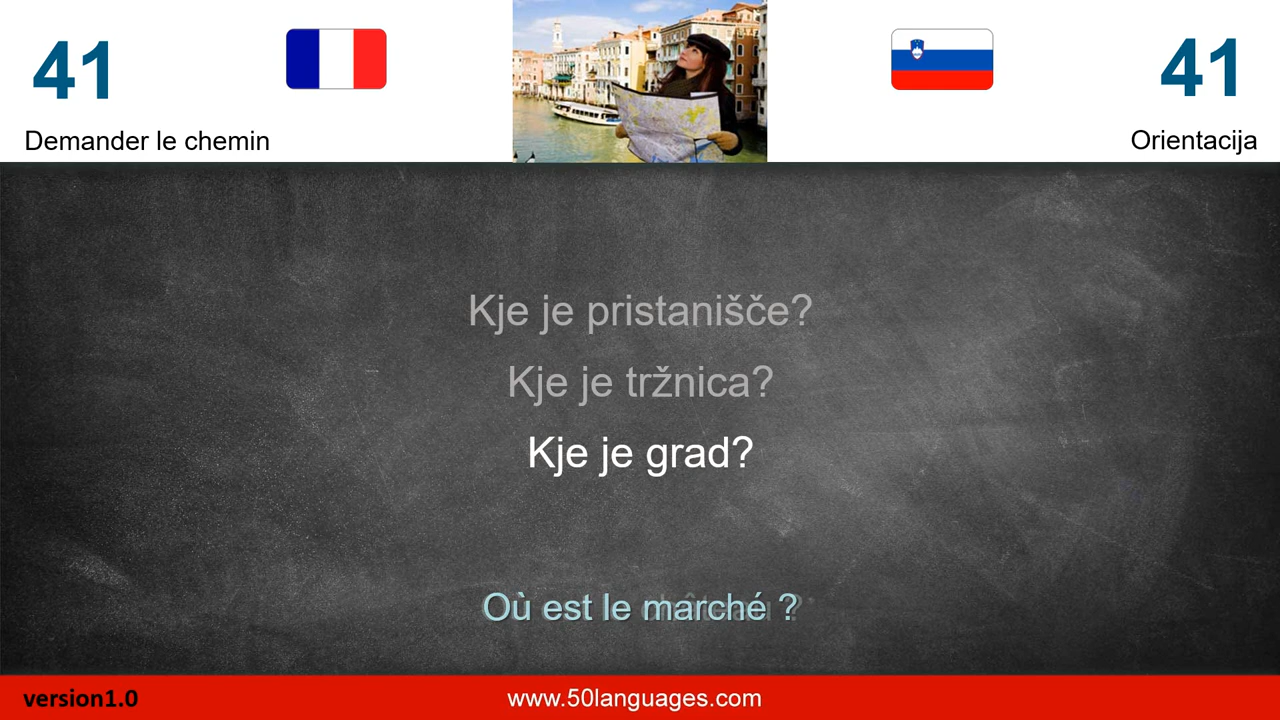 41
41
Demander le chemin
Orientacija
Kje je pristanišče?
Kje je tržnica?
Kje je grad?
Où est le marché ?
version1.0
www.50languages.com